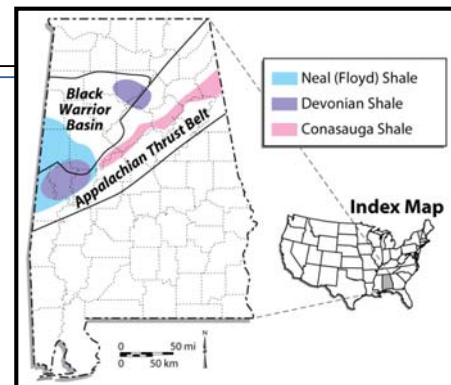 Black
Warrior
Basin
Appalachian Thrust Belt
Neal (Floyd) Shale
Devonian Shale
Conasauga Shale
Index Map
0 50 mi
0 50 km
N